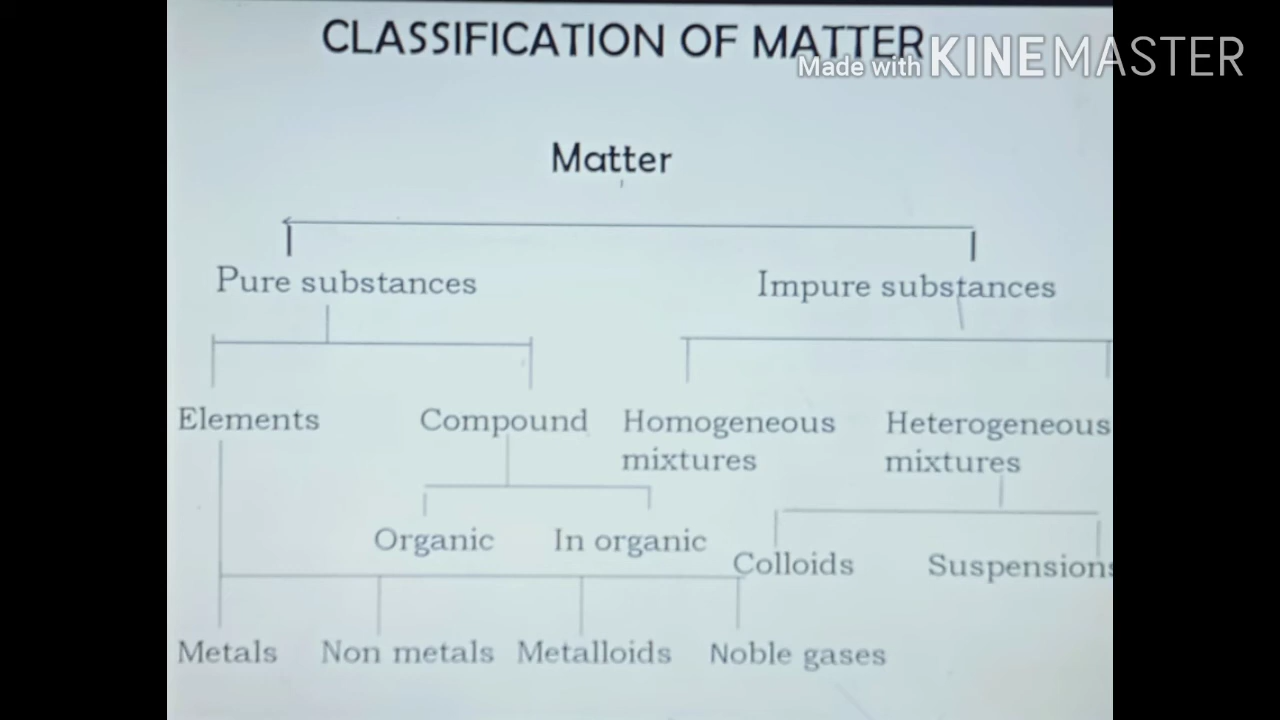 CLASSIFICATION OF MATTER
Made with KINEMASTER
Matter
Pure substances
Impure substances
Elements
Compound
Homogeneous
mixtures
Heterogeneous
mixtures
Organic
In organic
Colloids
Suspensions
Metals
Non metals
Metalloids
Noble gases